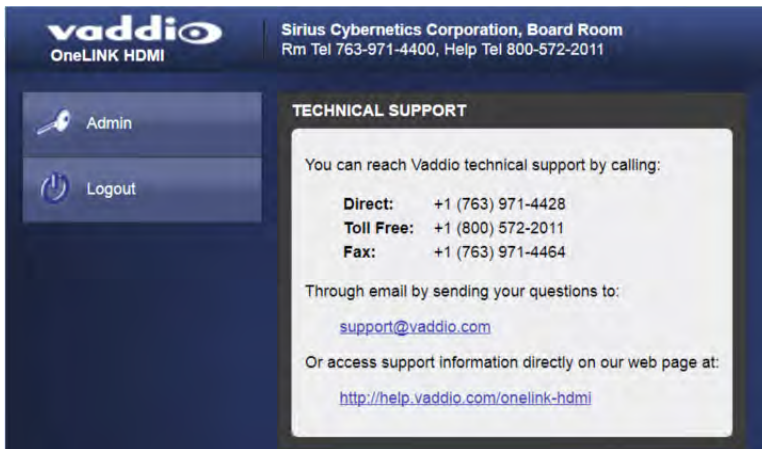 vaddio
OneLINK HDMI
Sirius Cybernetics Corporation, Board Room
Rm Tel 763-971-4400, Help Tel 800-572-2011
Admin
Logout
TECHNICAL SUPPORT
You can reach Vaddio technical support by calling:
Direct: +1 (763) 971-4428
Toll Free: +1 (800) 572-2011
Fax: +1 (763) 971-4464
Through email by sending your questions to:
support@vaddio.com
Or access support information directly on our web page at:
http://help.vaddio.com/onelink-hdmi